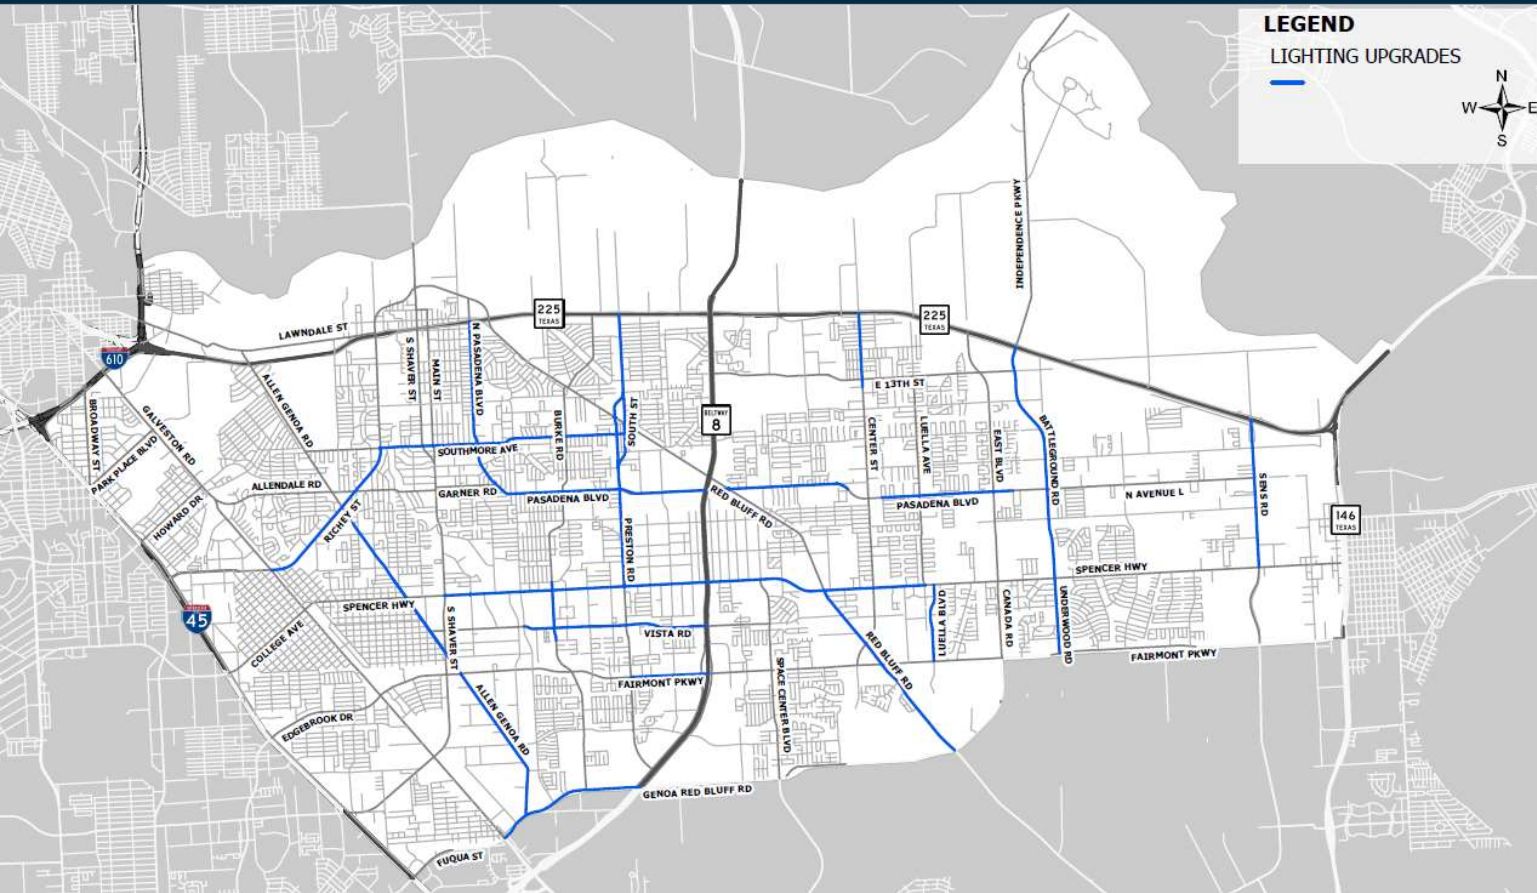 LEGEND
LIGHTING UPGRADES
N
W
E
S
INDEPENDENCE PKWY
225
TEXAS
225
TEXAS
LAWNDALE ST
610
S SHAVER ST
MAIN ST
N PASADENA BLVD
ALLEN GENOA RD
E 13TH ST
BROADWAY ST
GALVESTON RD
PARK PLACE BLVD
BURKE RD
SOUTH ST
BELTWAY
8
CENTER ST
LUELLA AVE
EAST BLVD
BATTLEGROUND RD
SOUTHMORE AVE
ALLENDALE RD
GARNER RD
PASADENA BLVD
RED BLUFF RD
PASADENA BLVD
N AVENUE L
SENS RD
HOWARD DR
RICHEY ST
PRESTON RD
146
TEXAS
SPENCER HWY
SPENCER HWY
45
COLLEGE AVE
S SHAVER ST
VISTA RD
RED BLUFF RD
LUELLA BLVD
CANADA RD
UNDERWOOD RD
FAIRMONT PKWY
FAIRMONT PKWY
SPACE CENTER BLVD
ALLEN GENOA RD
EDGEBROOK DR
GENOA RED BLUFF RD
FUQUA ST